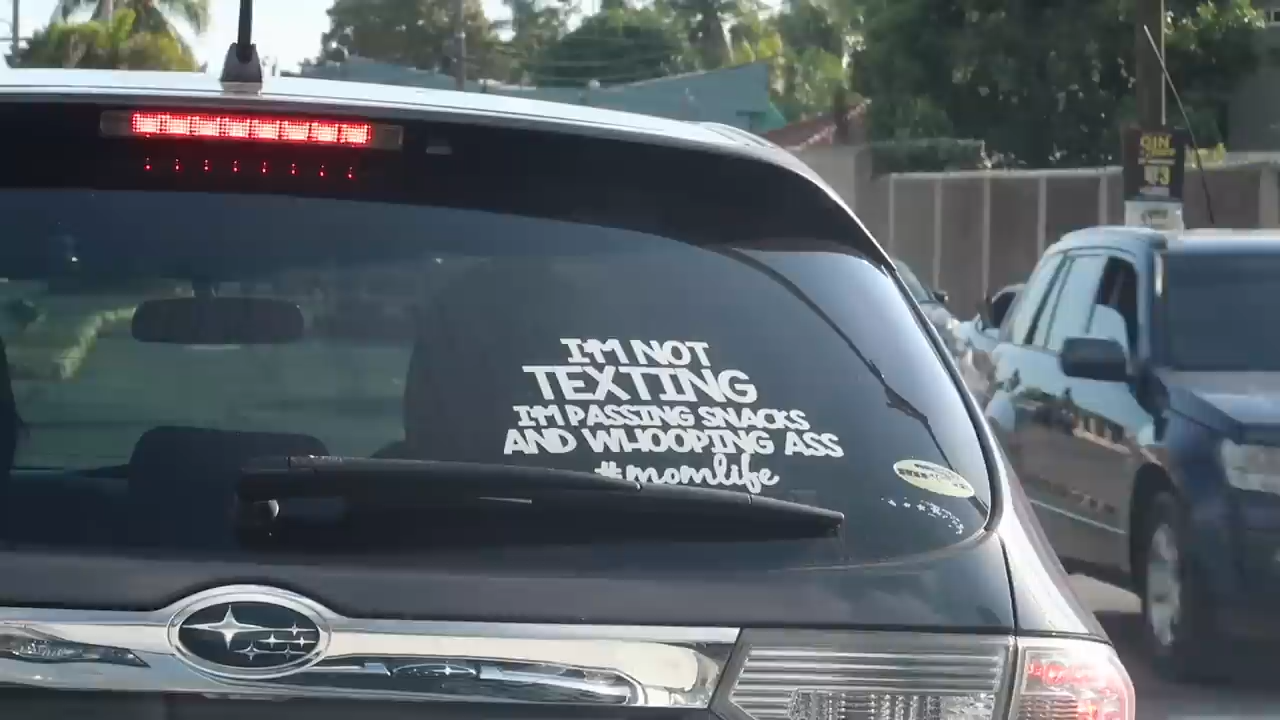 I'M NOT
TEXTING
I'M PASSING SNACKS
AND WHOOPING ASS
#momlife